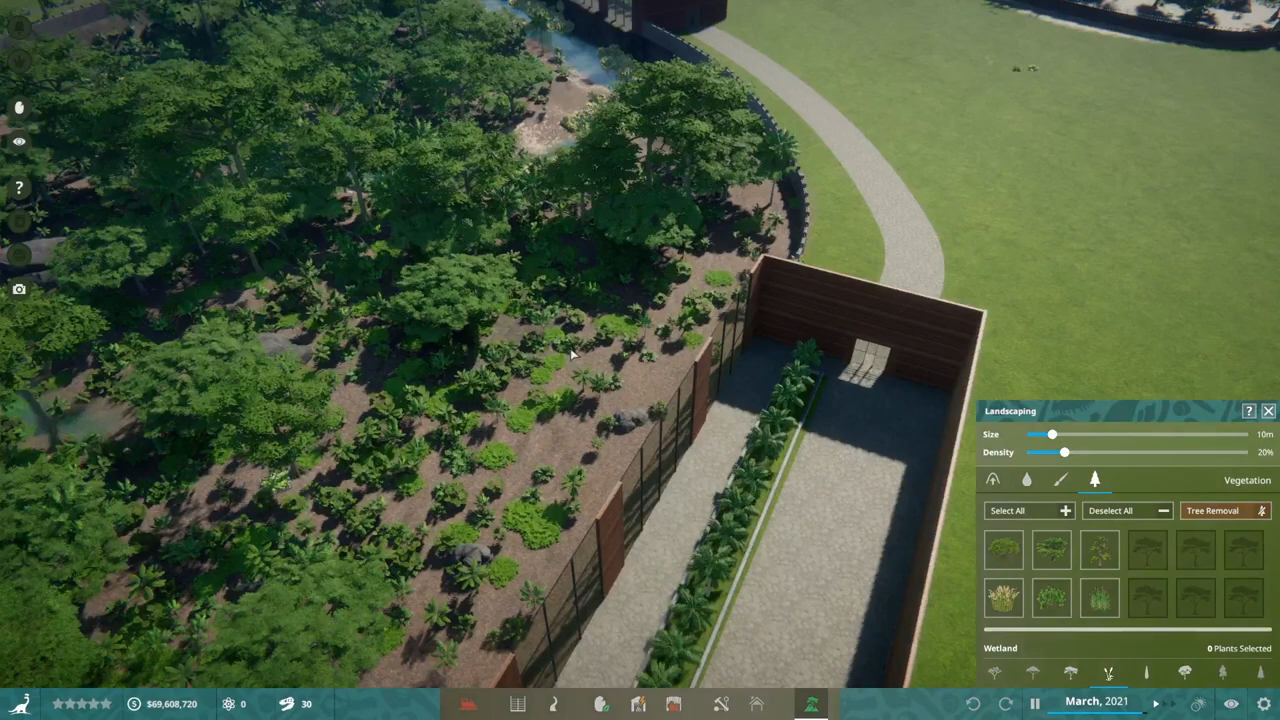 ?
Landscaping
?
Size 10m
Density 20%
Vegetation
Select All
Deselect All
Tree Removal
Wetland
0 Plants Selected
$69,608,720
0
30
March, 2021